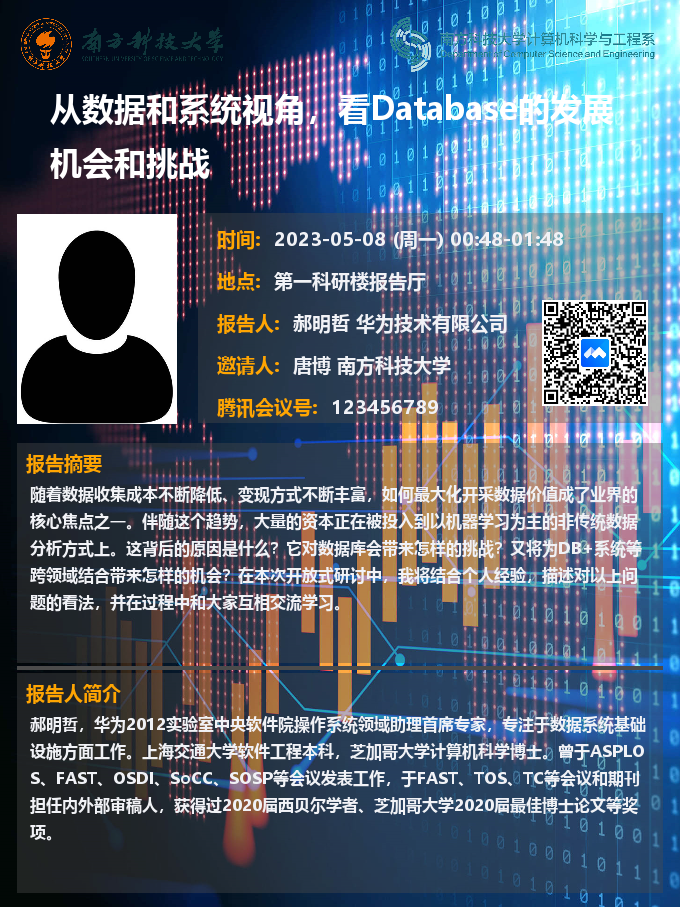 南方科技大学
SOUTHERN UNIVERSITY OF SCIENCE AND TECHNOLOGY
南方科技大学计算机科学与工程系
Department of Computer Science and Engineering
从数据和系统视角，看Database的发展
机会和挑战
时间: 2023-05-08 (周一) 00:48-01:48
地点: 第一科研楼报告厅
报告人: 郝明哲 华为技术有限公司
邀请人: 唐博 南方科技大学
腾讯会议号: 123456789
报告摘要
随着数据收集成本不断降低、变现方式不断丰富，如何最大化开采数据价值成了业界的
核心焦点之一。伴随这个趋势，大量的资本正在被投入到以机器学习为主的非传统数据
分析方式上。这背后的原因是什么？它对数据库会带来怎样的挑战？又将为DB+系统等
跨领域结合带来怎样的机会？在本次开放式研讨中，我将结合个人经验，描述对以上问
题的看法，并在过程中和大家互相交流学习。
报告人简介
郝明哲，华为2012实验室中央软件院操作系统领域助理首席专家，专注于数据系统基础
设施方面工作。上海交通大学软件工程本科，芝加哥大学计算机科学博士。曾于ASPLO
S、FAST、OSDI、SoCC、SOSP等会议发表工作，于FAST、TOS、TC等会议和期刊
担任内外部审稿人，获得过2020届西贝尔学者、芝加哥大学2020届最佳博士论文等奖
项。